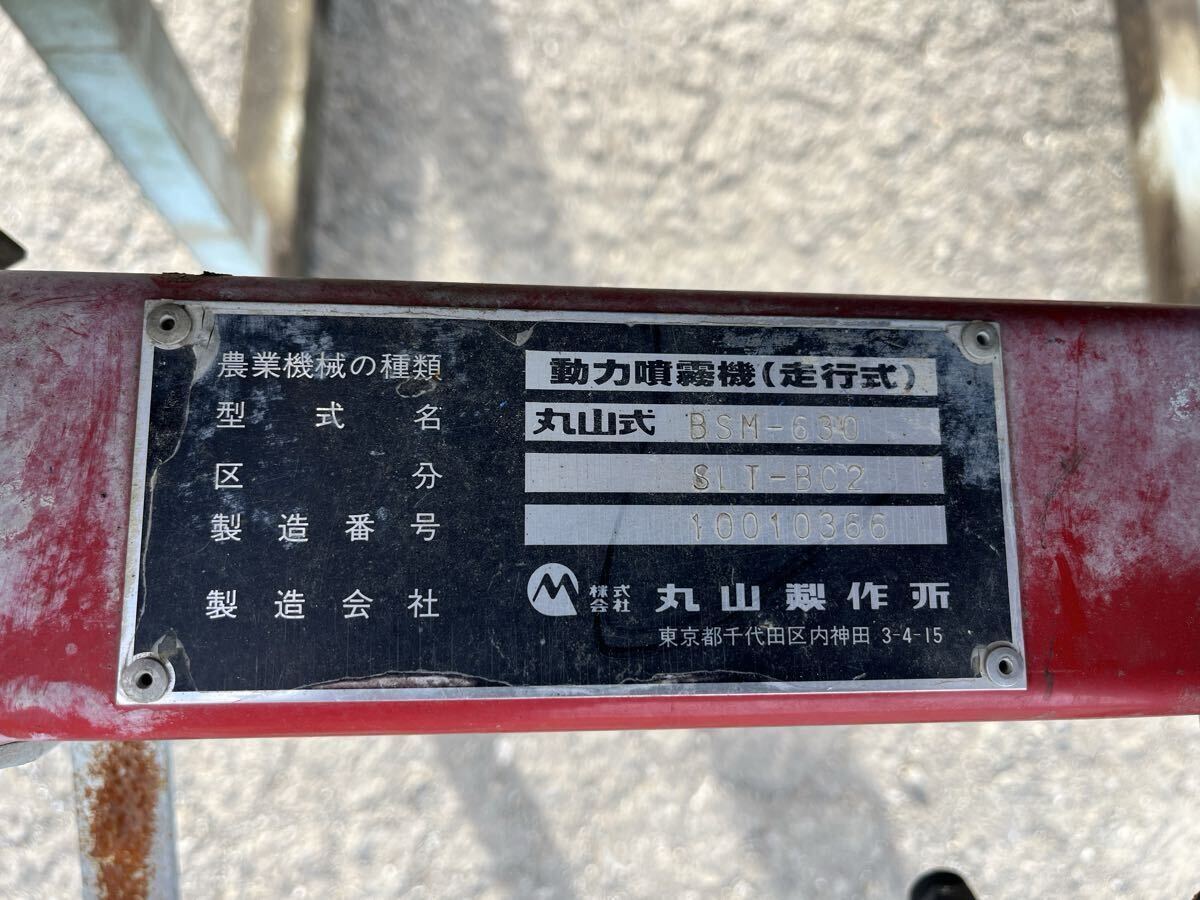 農業機械の種類 動力噴霧機(走行式)
型式名 丸山式 BSM-630
区分 SLT-BC2
製造番号 10010366
製造会社 株式会社 丸山製作所
東京都千代田区内神田 3-4-15